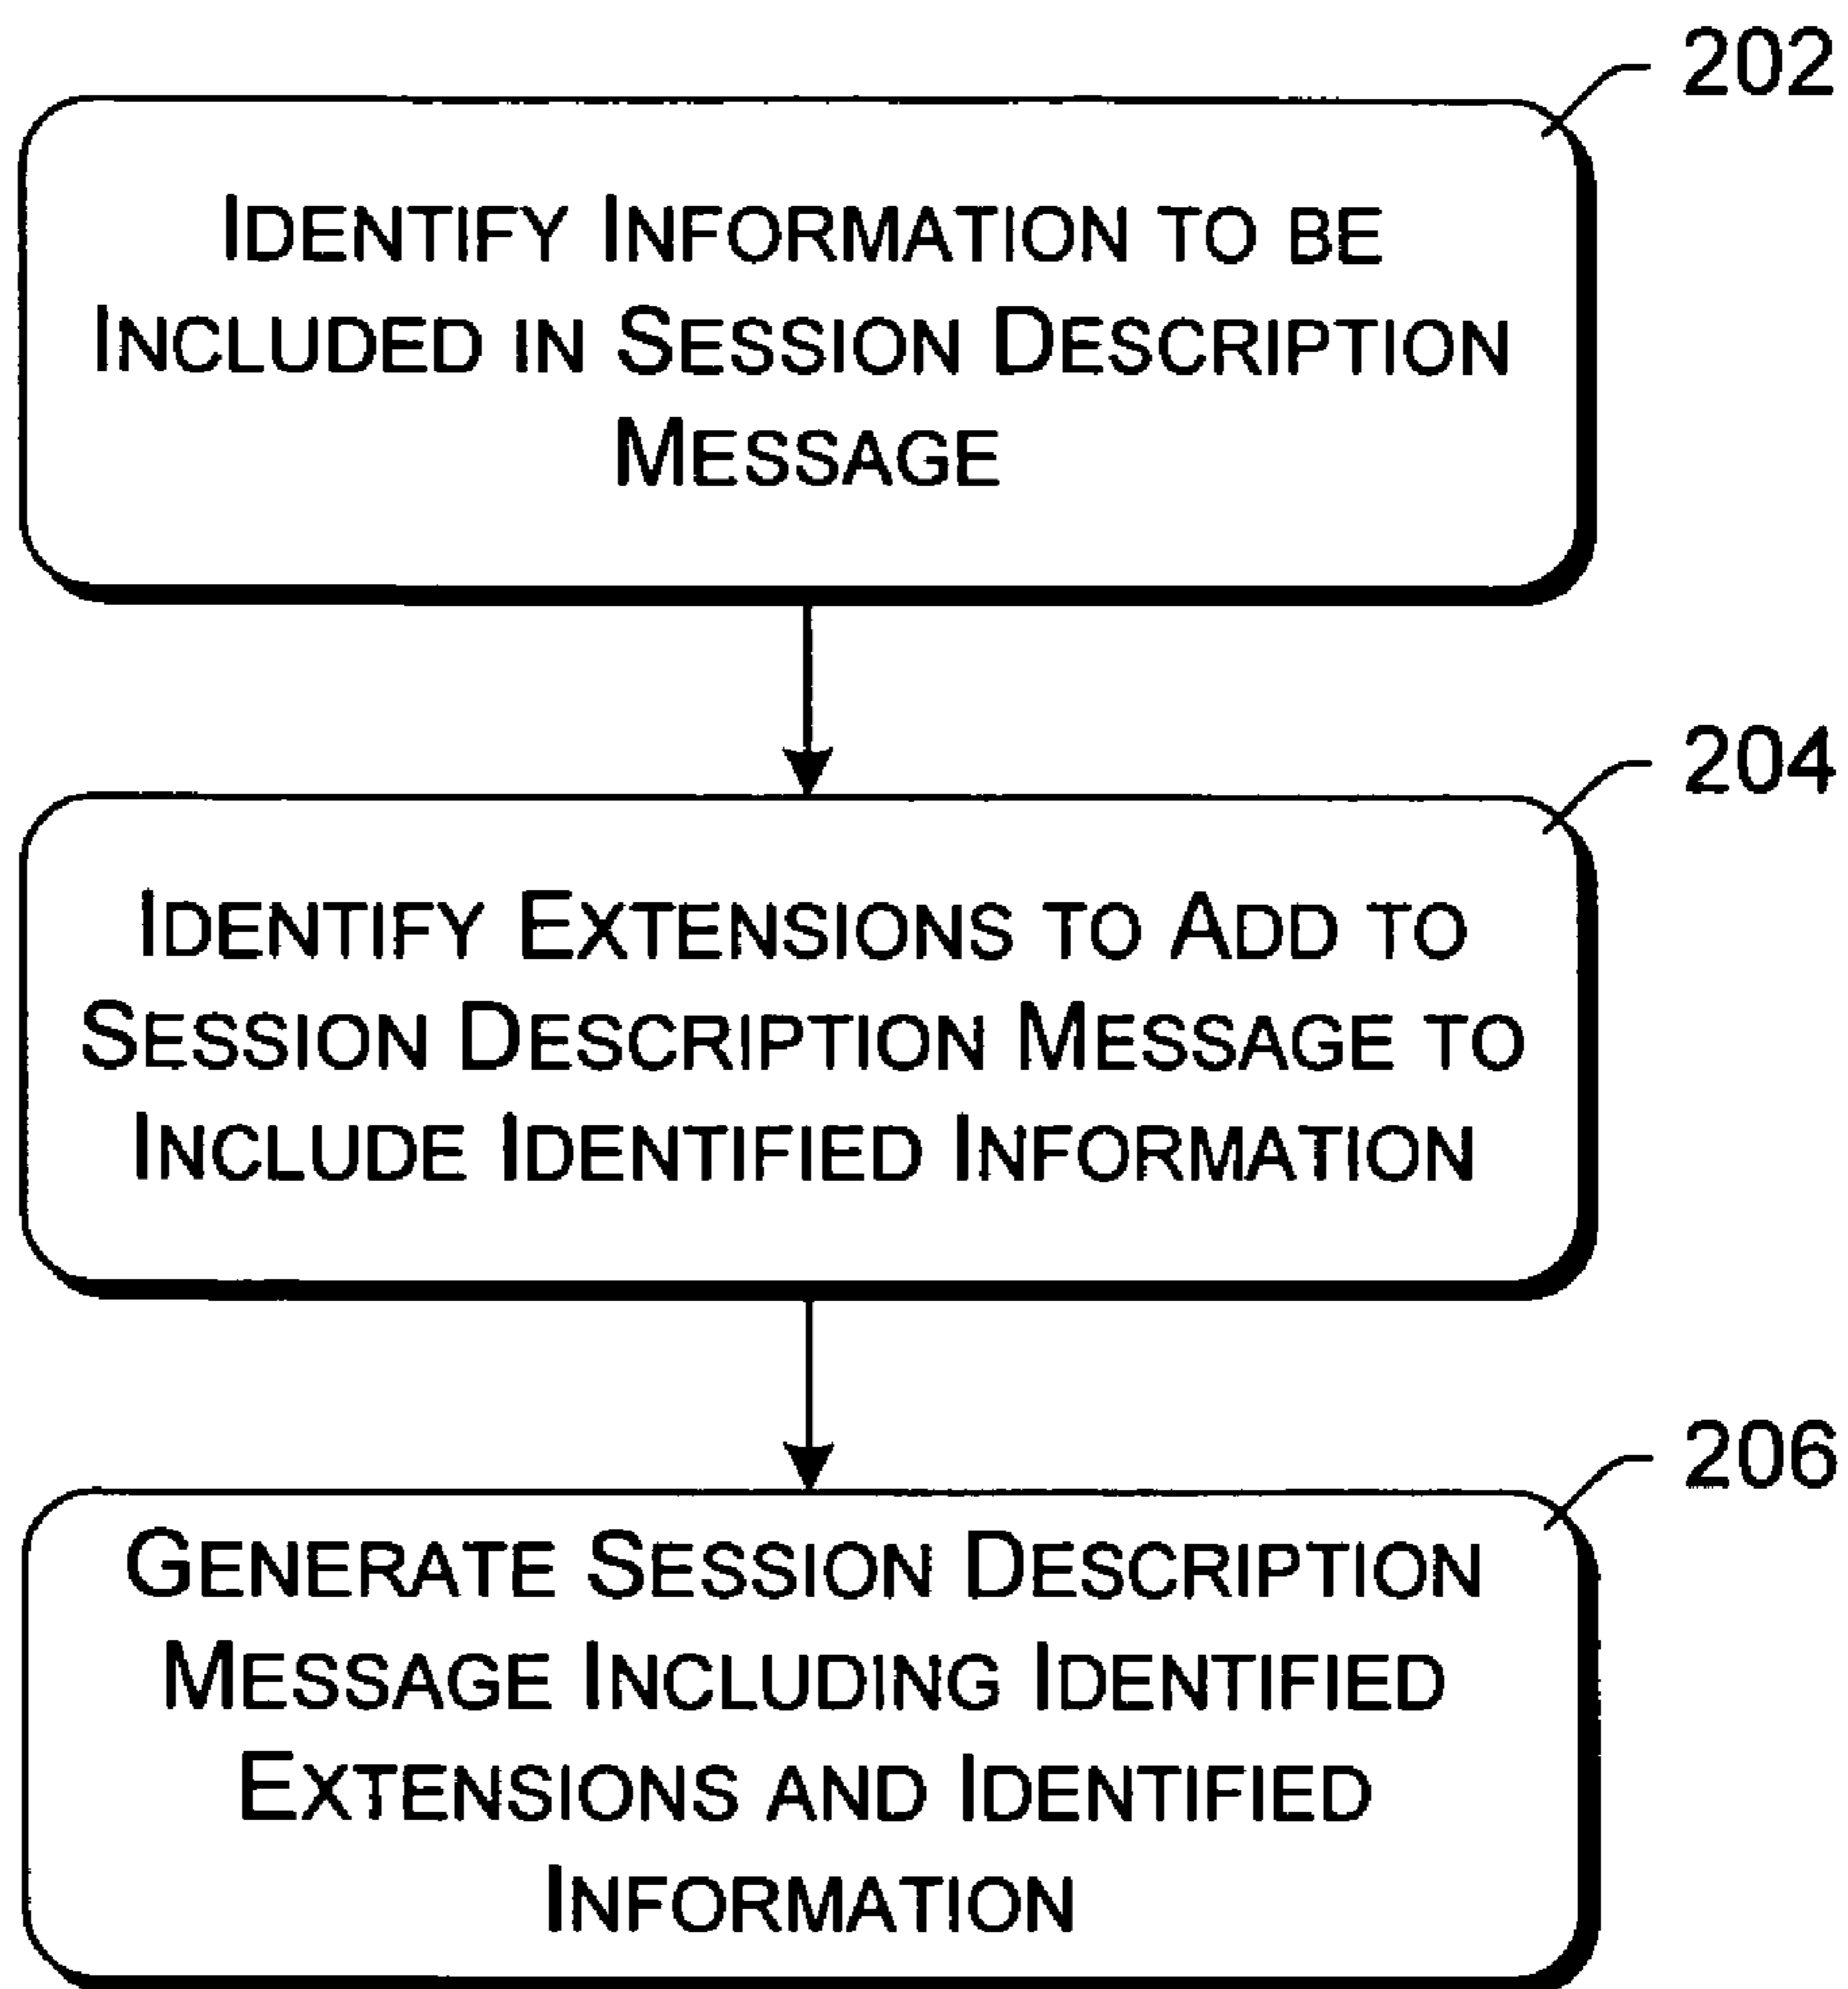 202
IDENTIFY INFORMATION TO BE
INCLUDED IN SESSION DESCRIPTION
MESSAGE
204
IDENTIFY EXTENSIONS TO ADD TO
SESSION DESCRIPTION MESSAGE TO
INCLUDE IDENTIFIED INFORMATION
206
GENERATE SESSION DESCRIPTION
MESSAGE INCLUDING IDENTIFIED
EXTENSIONS AND IDENTIFIED
INFORMATION